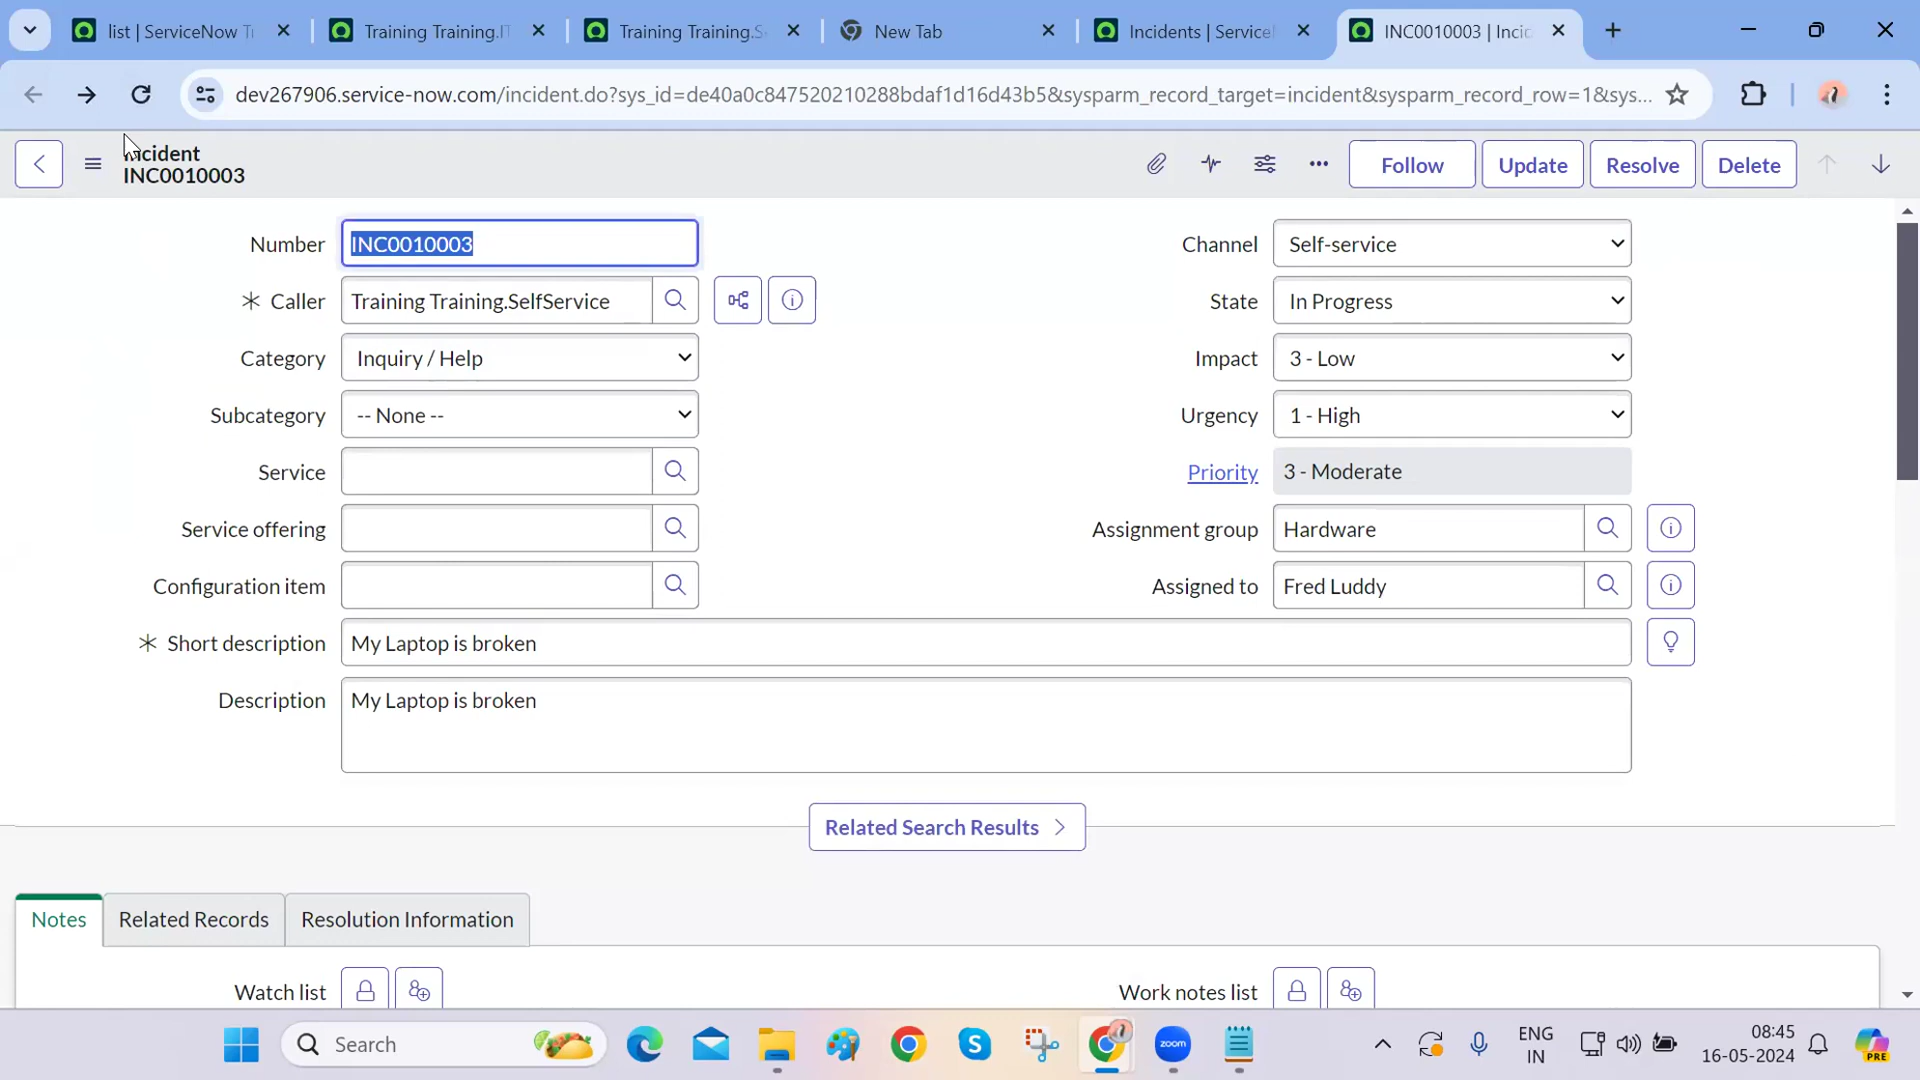 list | ServiceNow Tr
Training Training.IT
Training Training.S
New Tab
Incidents | Service
INC0010003 | Incid
dev267906.service-now.com/incident.do?sys_id=de40a0c847520210288bdaf1d16d43b5&sysparm_record_target=incident&sysparm_record_row=1&sys...
Incident
INC0010003
Follow
Update
Resolve
Delete
Number INC0010003
Channel Self-service
Caller Training Training.SelfService
State In Progress
Category Inquiry / Help
Impact 3 - Low
Subcategory -- None --
Urgency 1 - High
Service
Priority 3 - Moderate
Service offering
Assignment group Hardware
Configuration item
Assigned to Fred Luddy
Short description My Laptop is broken
Description My Laptop is broken
Related Search Results
Notes
Related Records
Resolution Information
Watch list
Work notes list
Search
zoom
ENG
IN
08:45
16-05-2024
PRE